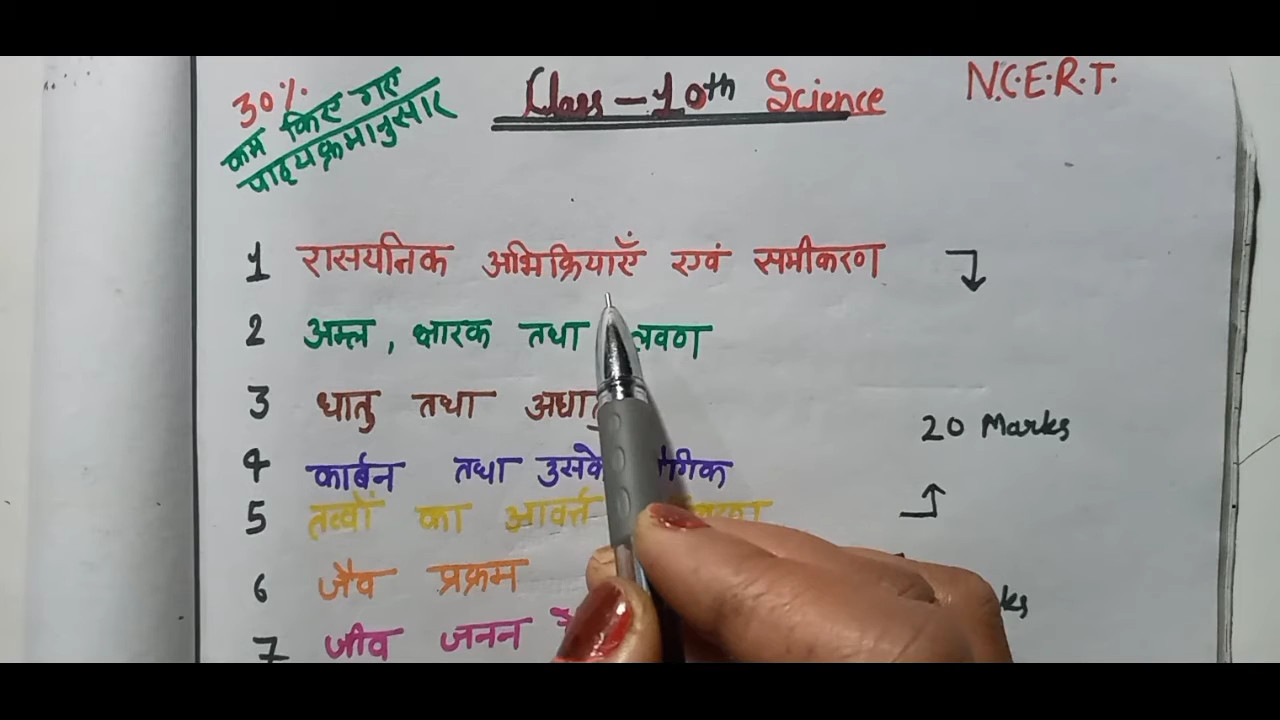 30%
कम किए गए
पाठ्यक्रमानुसार
Class - 10th Science
N.C.E.R.T.
1 रासयनिक अभिक्रियाएँ एवं समीकरण
2 अम्ल, क्षारक तथा लवण
3 धातु तथा
20 Marks
4 कार्बन तथा
5 तत्वों का
6 जैव प्रक्रम
7 जीव जनन